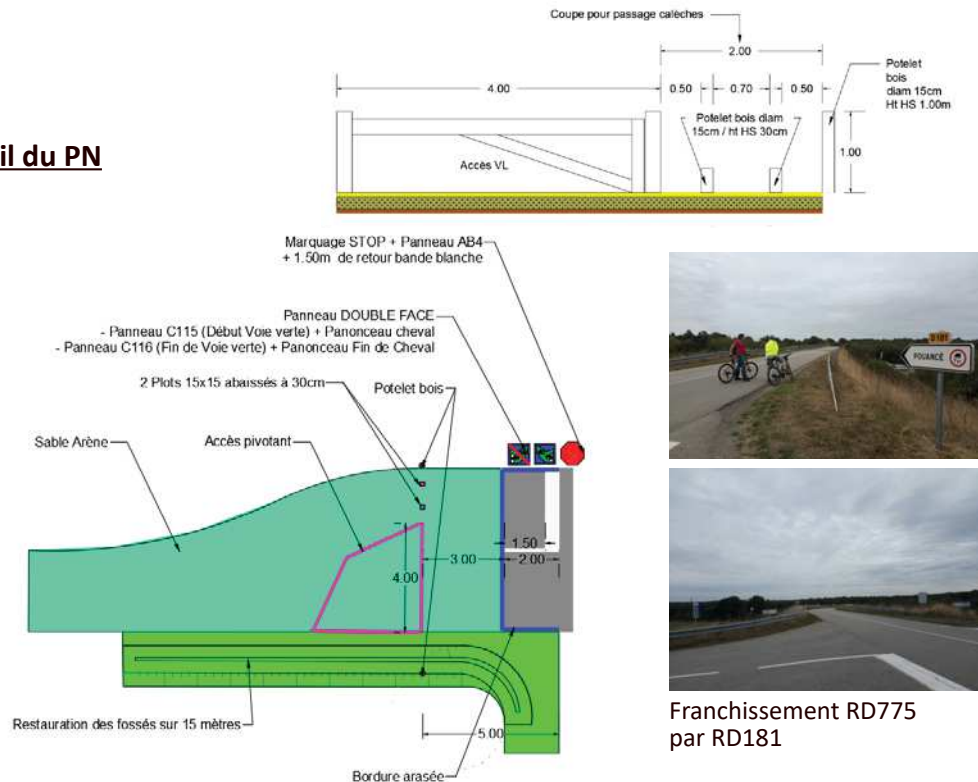 Coupe pour passage calèches
2.00
4.00
0.50
0.70
0.50
Potelet
bois
diam 15cm
Ht HS 1.00m
Potelet bois diam
15cm / ht HS 30cm
Accès VL
1.00
il du PN
Marquage STOP + Panneau AB4
+ 1.50m de retour bande blanche
Panneau DOUBLE FACE
- Panneau C115 (Début Voie verte) + Panonceau cheval
- Panneau C116 (Fin de Voie verte) + Panonceau Fin de Cheval
2 Plots 15x15 abaissés à 30cm
Potelet bois
Sable Arène
Accès pivotant
1.50
3.00
2.00
4.00
Restauration des fossés sur 15 mètres
5.00
Bordure arasée
D181
POUANCÉ
Franchissement RD775
par RD181